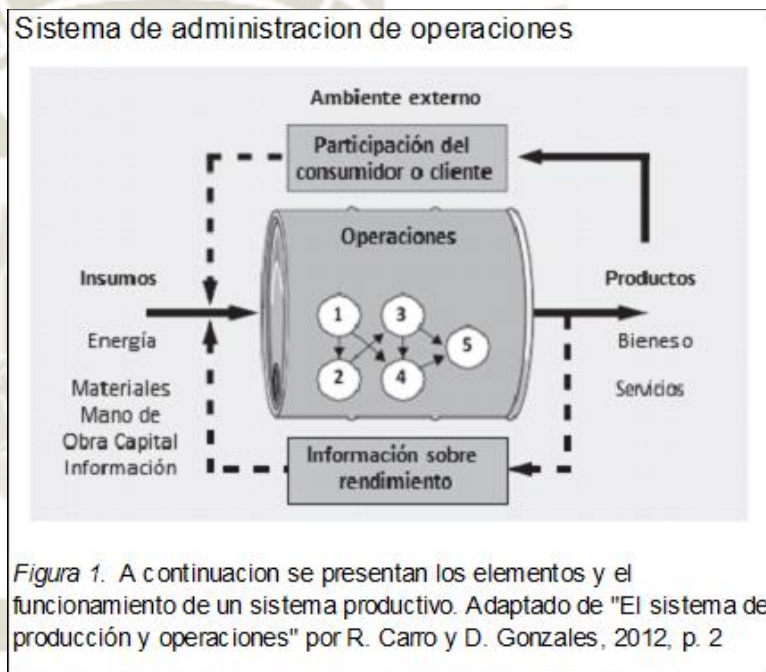 Sistema de administracion de operaciones
Ambiente externo
Participación del
consumidor o cliente
Operaciones
Insumos
Productos
1
3
5
2
4
Energía
Materiales
Mano de
Obra Capital
Información
Bieneso
Servicios
Información sobre
rendimiento
Figura 1. A continuacion se presentan los elementos y el
funcionamiento de un sistema productivo. Adaptado de "El sistema de
producción y operaciones" por R. Carro y D. Gonzales, 2012, p. 2